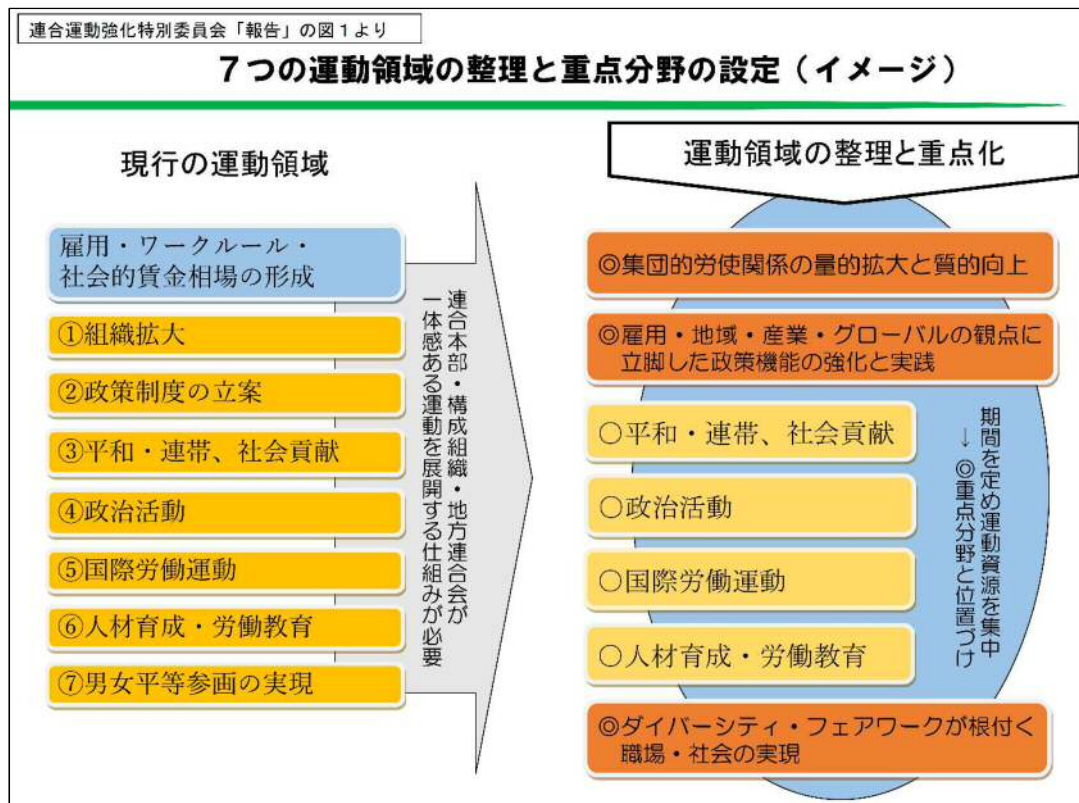 連合運動強化特別委員会「報告」の図1より
7つの運動領域の整理と重点分野の設定(イメージ)
現行の運動領域
雇用・ワークルール・
社会的賃金相場の形成
①組織拡大
②政策制度の立案
③平和・連帯、社会貢献
④政治活動
⑤国際労働運動
⑥人材育成・労働教育
⑦男女平等参画の実現
連合本部・構成組織・地方連合会が
一体感ある運動を展開する仕組みが必要
運動領域の整理と重点化
◎集団的労使関係の量的拡大と質的向上
◎雇用・地域・産業・グローバルの観点に
立脚した政策機能の強化と実践
○平和・連帯、社会貢献
○政治活動
○国際労働運動
○人材育成・労働教育
◎ダイバーシティ・フェアワークが根付く
職場・社会の実現
期間を定め運動資源を集中
→◎重点分野と位置づけ